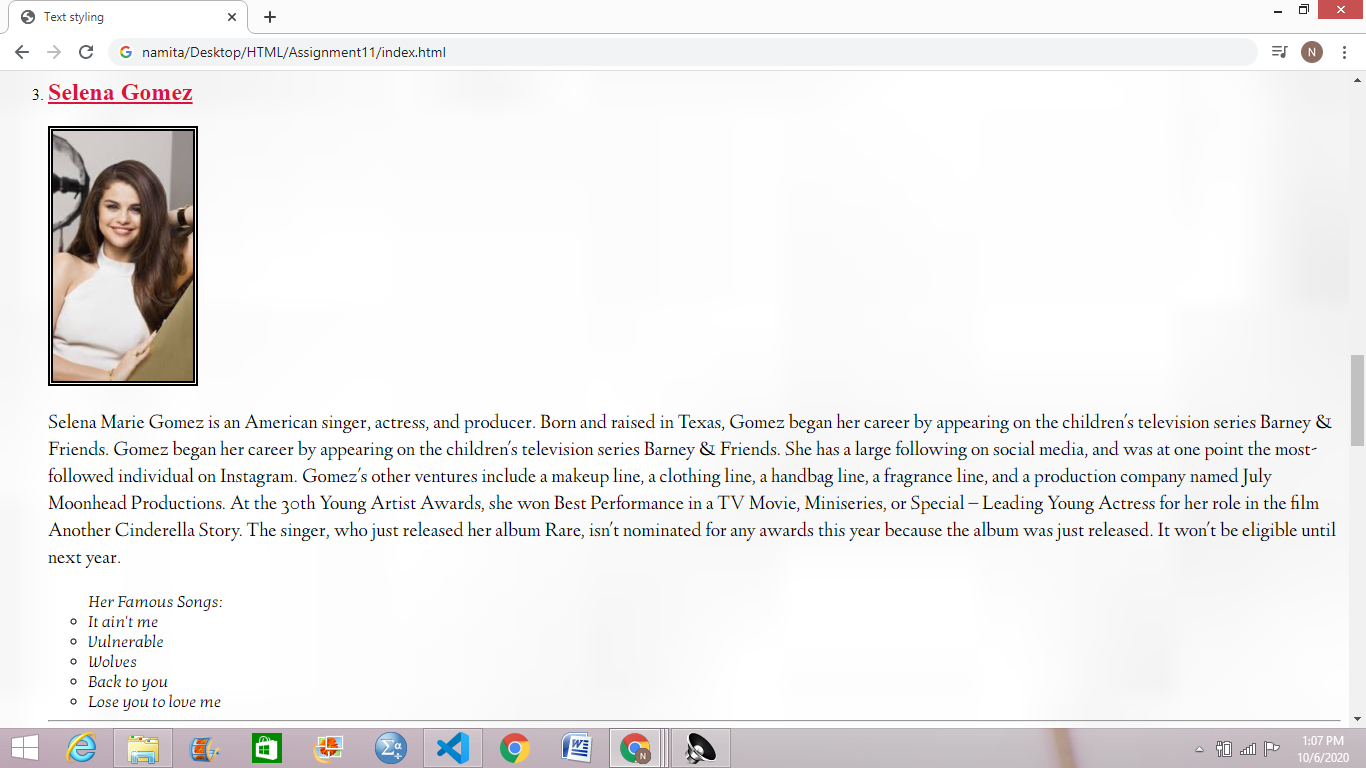 Text styling
namita/Desktop/HTML/Assignment11/index.html
N
3. Selena Gomez
Selena Marie Gomez is an American singer, actress, and producer. Born and raised in Texas, Gomez began her career by appearing on the children's television series Barney &
Friends. Gomez began her career by appearing on the children's television series Barney & Friends. She has a large following on social media, and was at one point the most-
followed individual on Instagram. Gomez's other ventures include a makeup line, a clothing line, a handbag line, a fragrance line, and a production company named July
Moonhead Productions. At the 30th Young Artist Awards, she won Best Performance in a TV Movie, Miniseries, or Special – Leading Young Actress for her role in the film
Another Cinderella Story. The singer, who just released her album Rare, isn't nominated for any awards this year because the album was just released. It won't be eligible until
next year.
Her Famous Songs:
It ain't me
Vulnerable
Wolves
Back to you
Lose you to love me
1:07 PM
10/6/2020